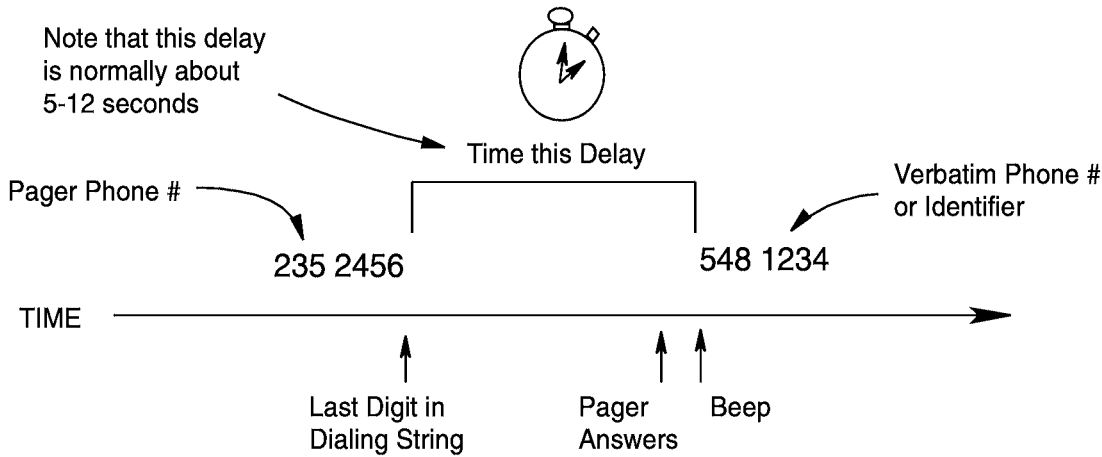 Note that this delay
is normally about
5-12 seconds
Time this Delay
Pager Phone #
Verbatim Phone #
or Identifier
235 2456
548 1234
TIME
Last Digit in
Dialing String
Pager
Answers
Beep